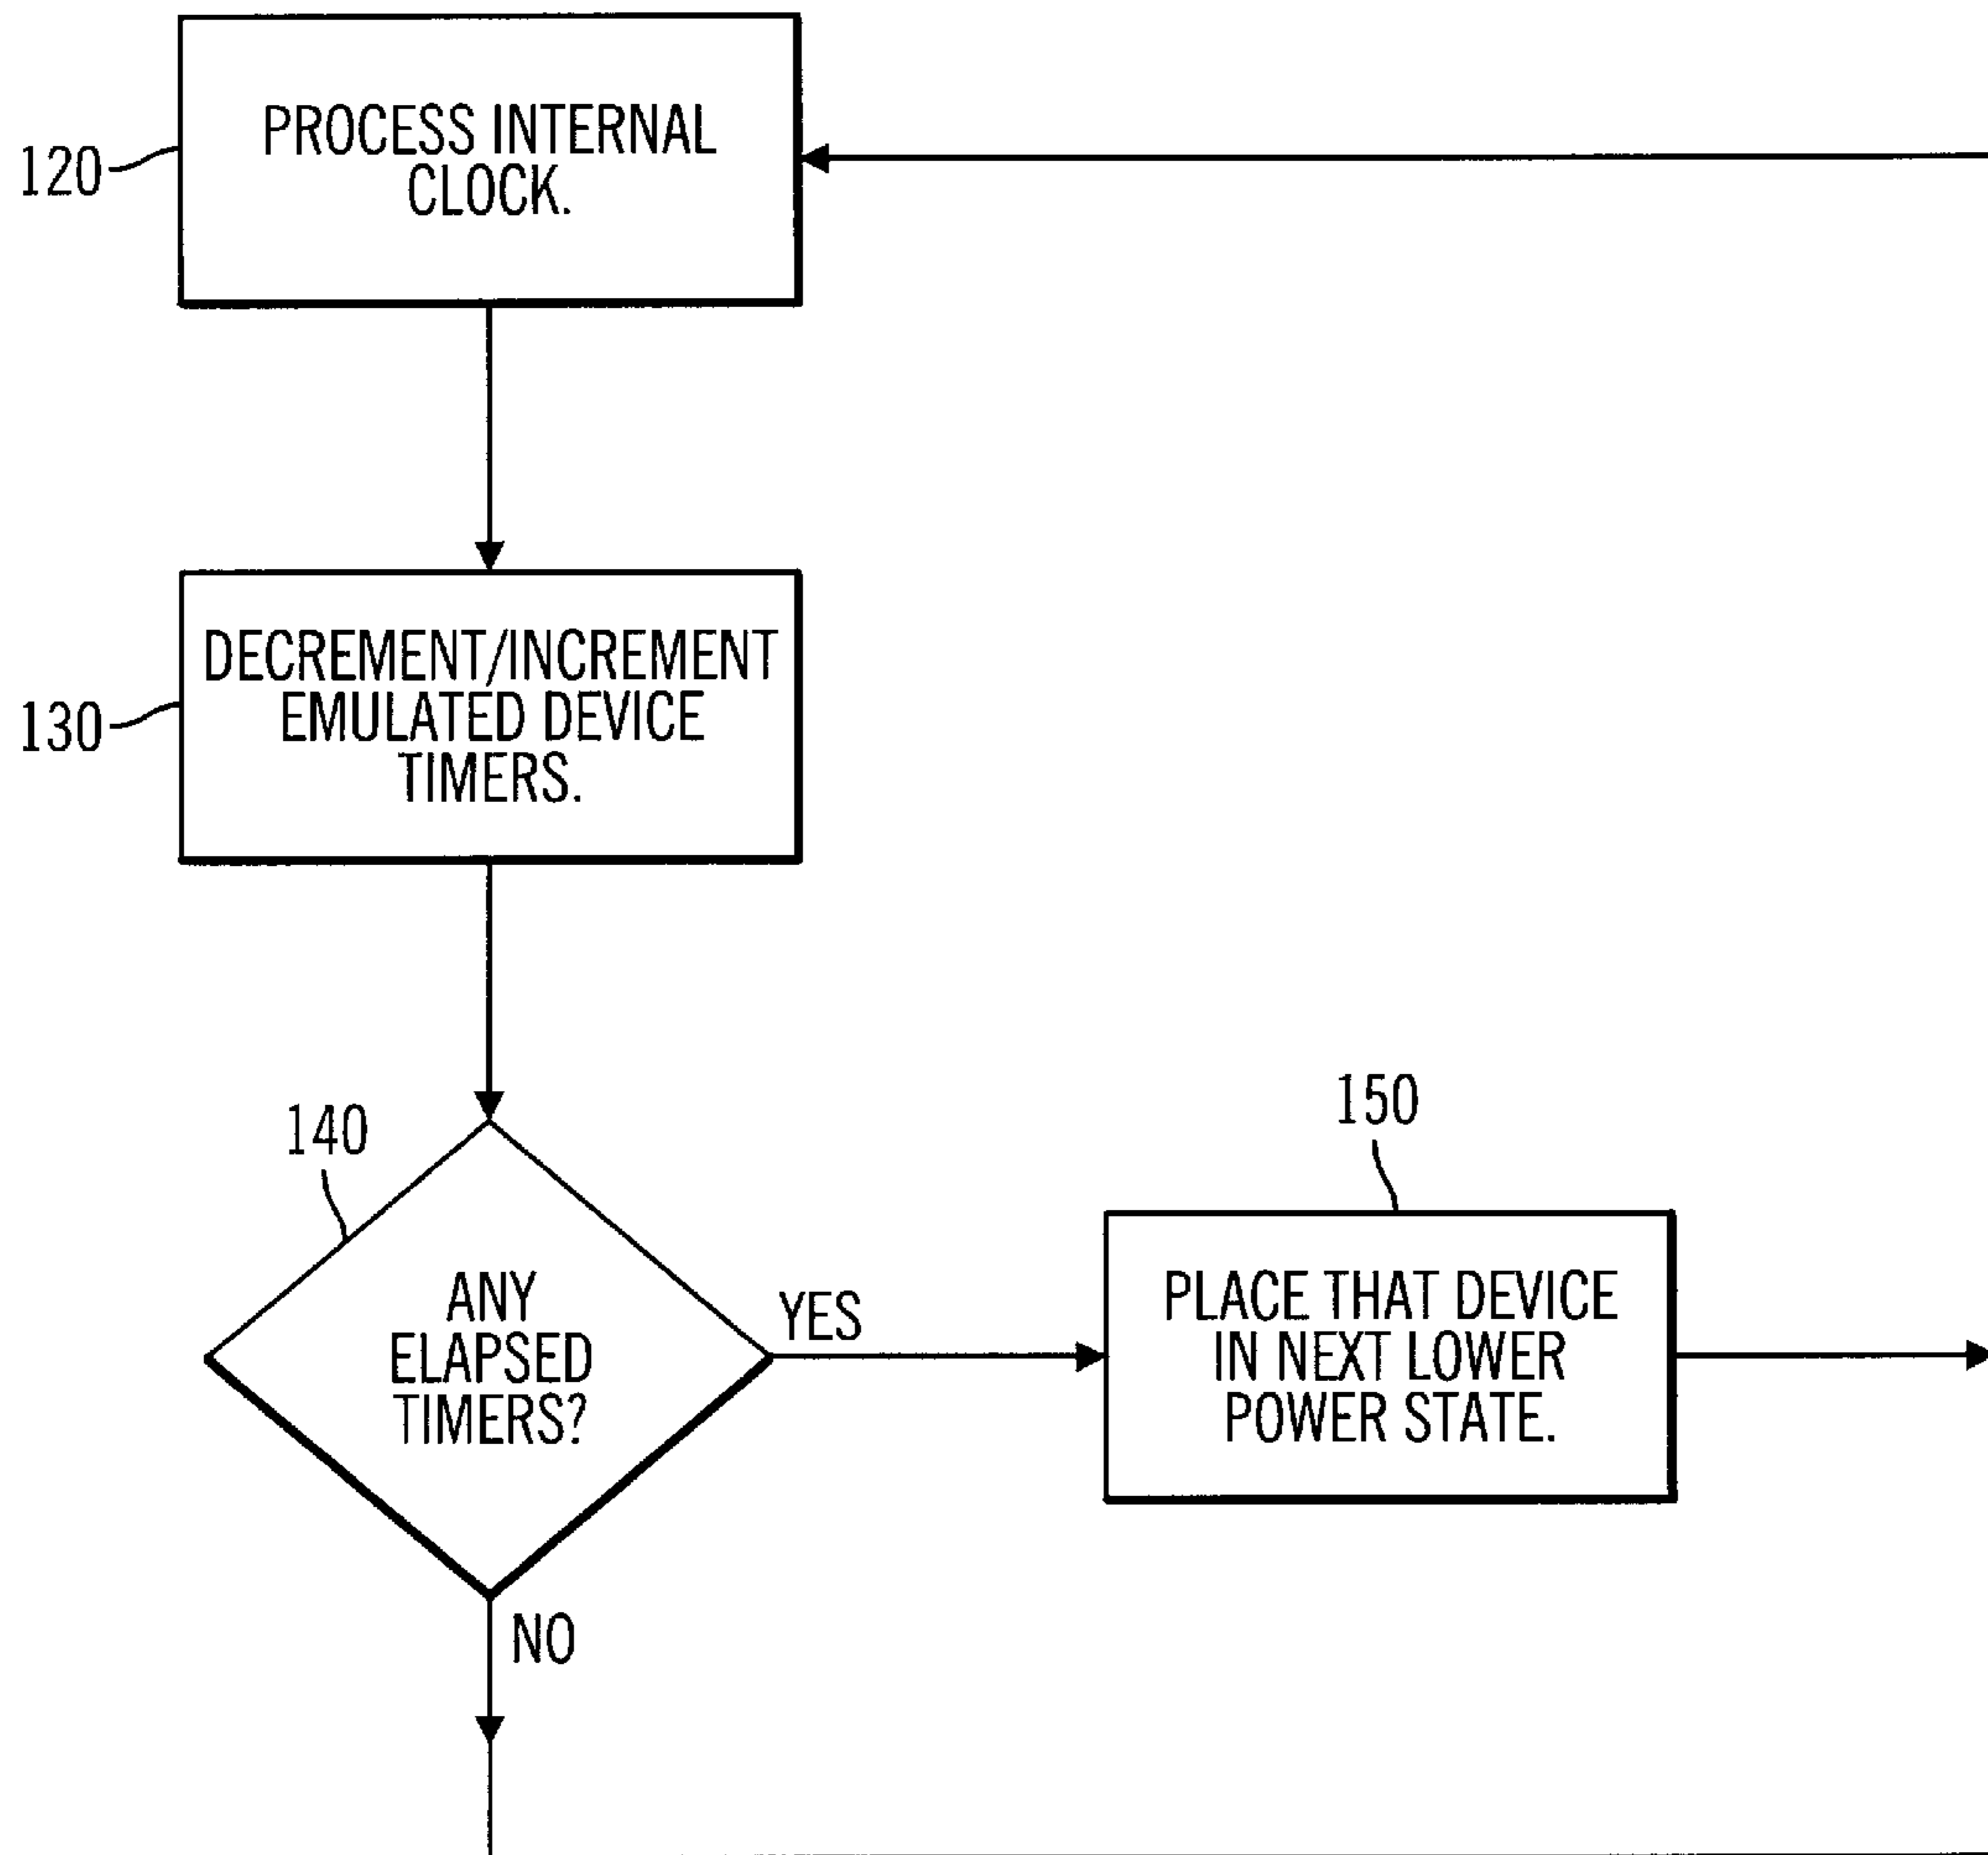 120
PROCESS INTERNAL
CLOCK.
130
DECREMENT/INCREMENT
EMULATED DEVICE
TIMERS.
140
ANY
ELAPSED
TIMERS?
YES
NO
150
PLACE THAT DEVICE
IN NEXT LOWER
POWER STATE.